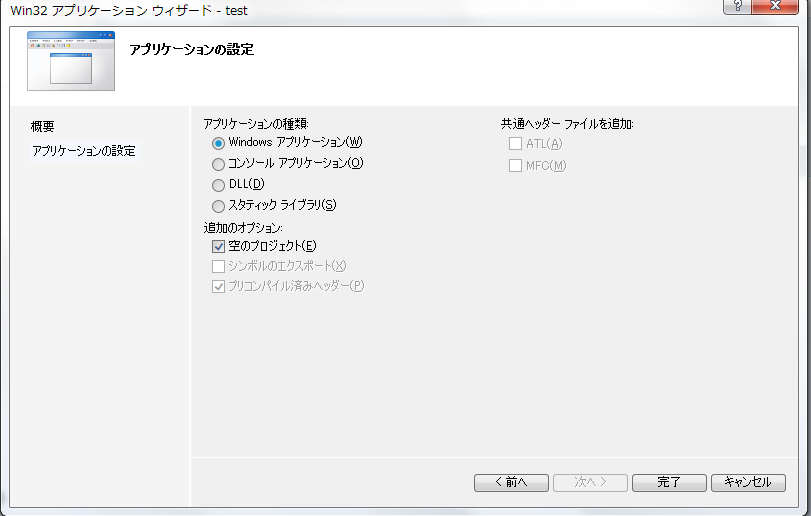 Win32 アプリケーション ウィザード - test
?
アプリケーションの設定
概要
アプリケーションの設定
アプリケーションの種類:
Windows アプリケーション(W)
コンソール アプリケーション(O)
DLL(D)
スタティック ライブラリ(S)
追加のオプション:
空のプロジェクト(E)
シンボルのエクスポート(X)
プリコンパイル済みヘッダー(P)
共通ヘッダー ファイルを追加:
ATL(A)
MFC(M)
< 前へ
次へ >
完了
キャンセル